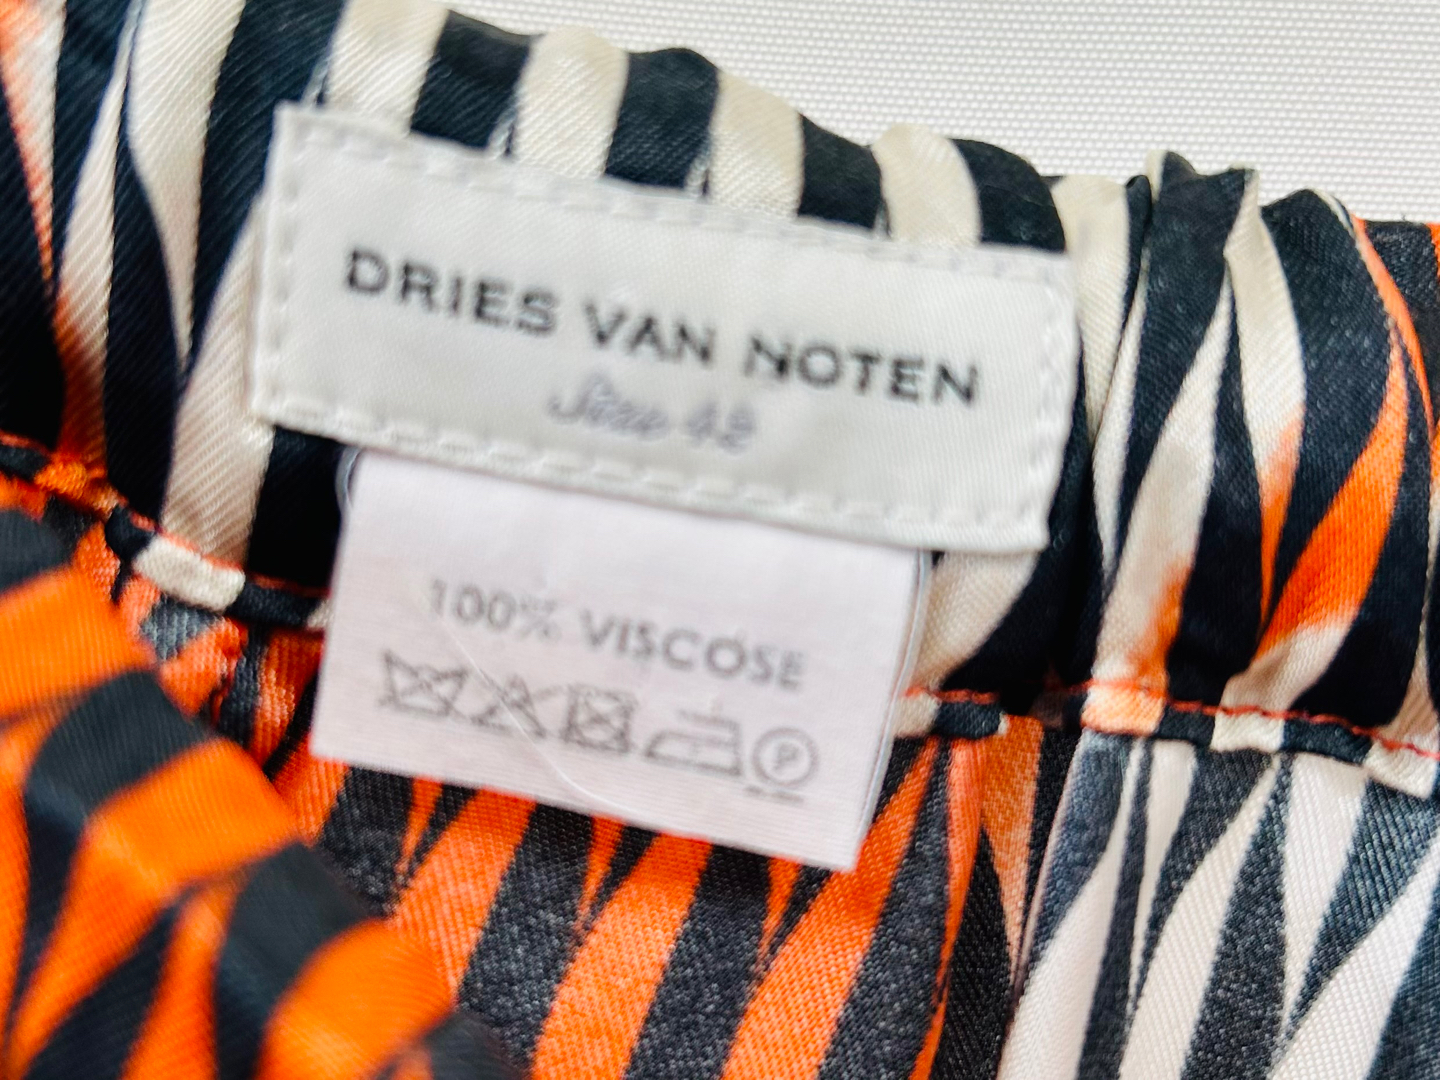 DRIES VAN NOTEN
Size 42
100% VISCOSE
P